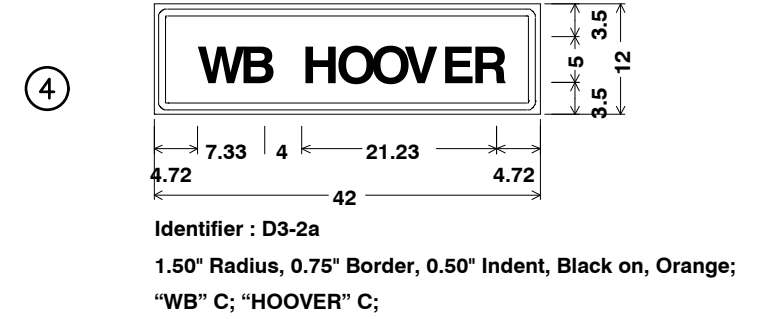 WB HOOVER
3.5
5
12
3.5
4
7.33 4 21.23
4.72 4.72
42
Identifier : D3-2a
1.50" Radius, 0.75" Border, 0.50" Indent, Black on, Orange;
“WB” C; “HOOVER” C;